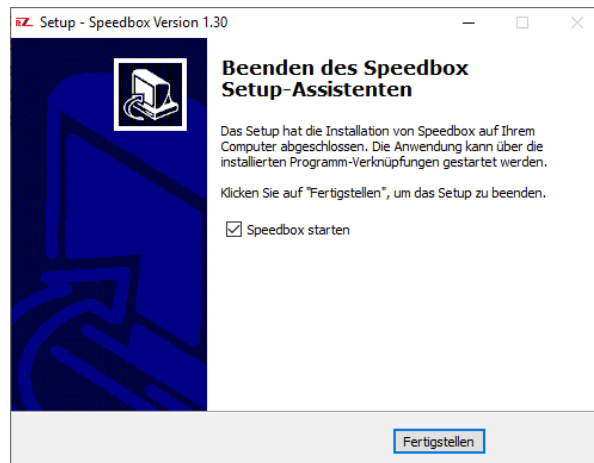 RZ Setup - Speedbox Version 1.30
Beenden des Speedbox
Setup-Assistenten
Das Setup hat die Installation von Speedbox auf Ihrem
Computer abgeschlossen. Die Anwendung kann über die
installierten Programm-Verknüpfungen gestartet werden.
Klicken Sie auf "Fertigstellen", um das Setup zu beenden.
Speedbox starten
Fertigstellen